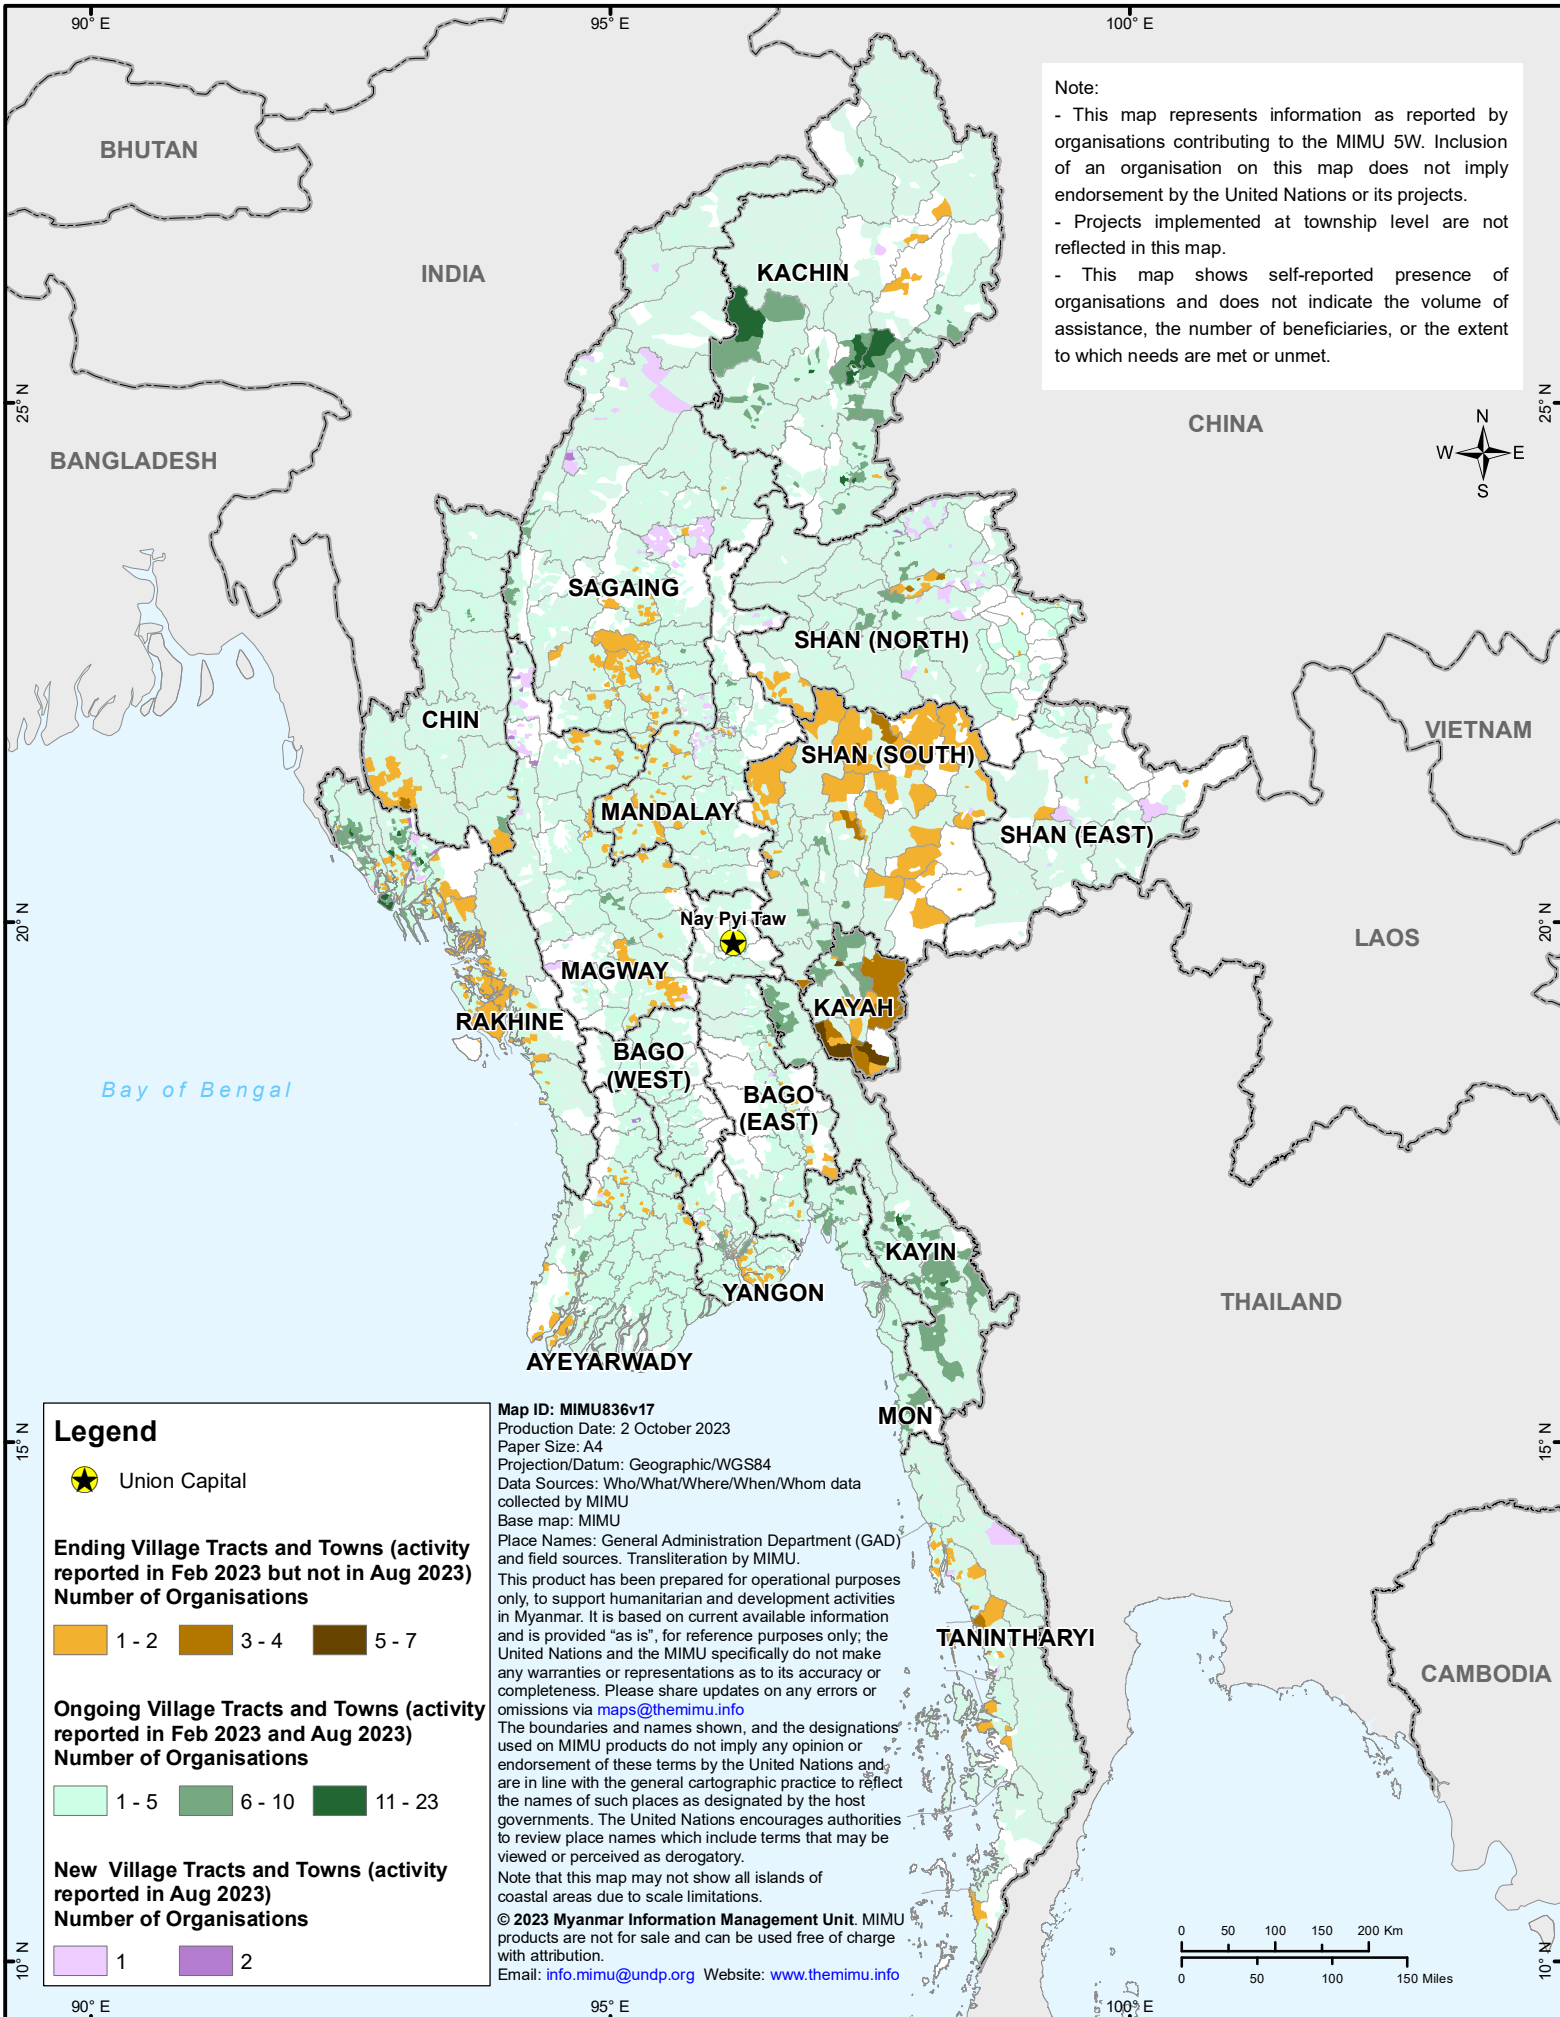 90° E
95° E
100° E
Note:
- This map represents information as reported by
organisations contributing to the MIMU 5W. Inclusion
of an organisation on this map does not imply
endorsement by the United Nations or its projects.
- Projects implemented at township level are not
reflected in this map.
- This map shows self-reported presence of
organisations and does not indicate the volume of
assistance, the number of beneficiaries, or the extent
to which needs are met or unmet.
BHUTAN
INDIA
KACHIN
25° N
25° N
CHINA
N
W E
S
BANGLADESH
SAGAING
SHAN (NORTH)
CHIN
VIETNAM
SHAN (SOUTH)
MANDALAY
SHAN (EAST)
20° N
Nay Pyi Taw
20° N
LAOS
MAGWAY
KAYAH
RAKHINE
BAGO
(WEST)
Bay of Bengal
BAGO
(EAST)
KAYIN
YANGON
THAILAND
AYEYARWADY
MON
15° N
15° N
TANINTHARYI
CAMBODIA
Legend
Union Capital
Ending Village Tracts and Towns (activity
reported in Feb 2023 but not in Aug 2023)
Number of Organisations
1 - 2 3 - 4 5 - 7
Ongoing Village Tracts and Towns (activity
reported in Feb 2023 and Aug 2023)
Number of Organisations
1 - 5 6 - 10 11 - 23
New Village Tracts and Towns (activity
reported in Aug 2023)
Number of Organisations
1 2
Map ID: MIMU836v17
Production Date: 2 October 2023
Paper Size: A4
Projection/Datum: Geographic/WGS84
Data Sources: Who/What/Where/When/Whom data
collected by MIMU
Base map: MIMU
Place Names: General Administration Department (GAD)
and field sources. Transliteration by MIMU.
This product has been prepared for operational purposes
only, to support humanitarian and development activities
in Myanmar. It is based on current available information
and is provided “as is”, for reference purposes only; the
United Nations and the MIMU specifically do not make
any warranties or representations as to its accuracy or
completeness. Please share updates on any errors or
omissions via maps@themimu.info
The boundaries and names shown, and the designations
used on MIMU products do not imply any opinion or
endorsement of these terms by the United Nations and
are in line with the general cartographic practice to reflect
the names of such places as designated by the host
governments. The United Nations encourages authorities
to review place names which include terms that may be
viewed or perceived as derogatory.
Note that this map may not show all islands of
coastal areas due to scale limitations.
© 2023 Myanmar Information Management Unit. MIMU
products are not for sale and can be used free of charge
with attribution.
Email: info.mimu@undp.org Website: www.themimu.info
0 50 100 150 200 Km
0 50 100 150 Miles
10° N
10° N
90° E
95° E
100° E